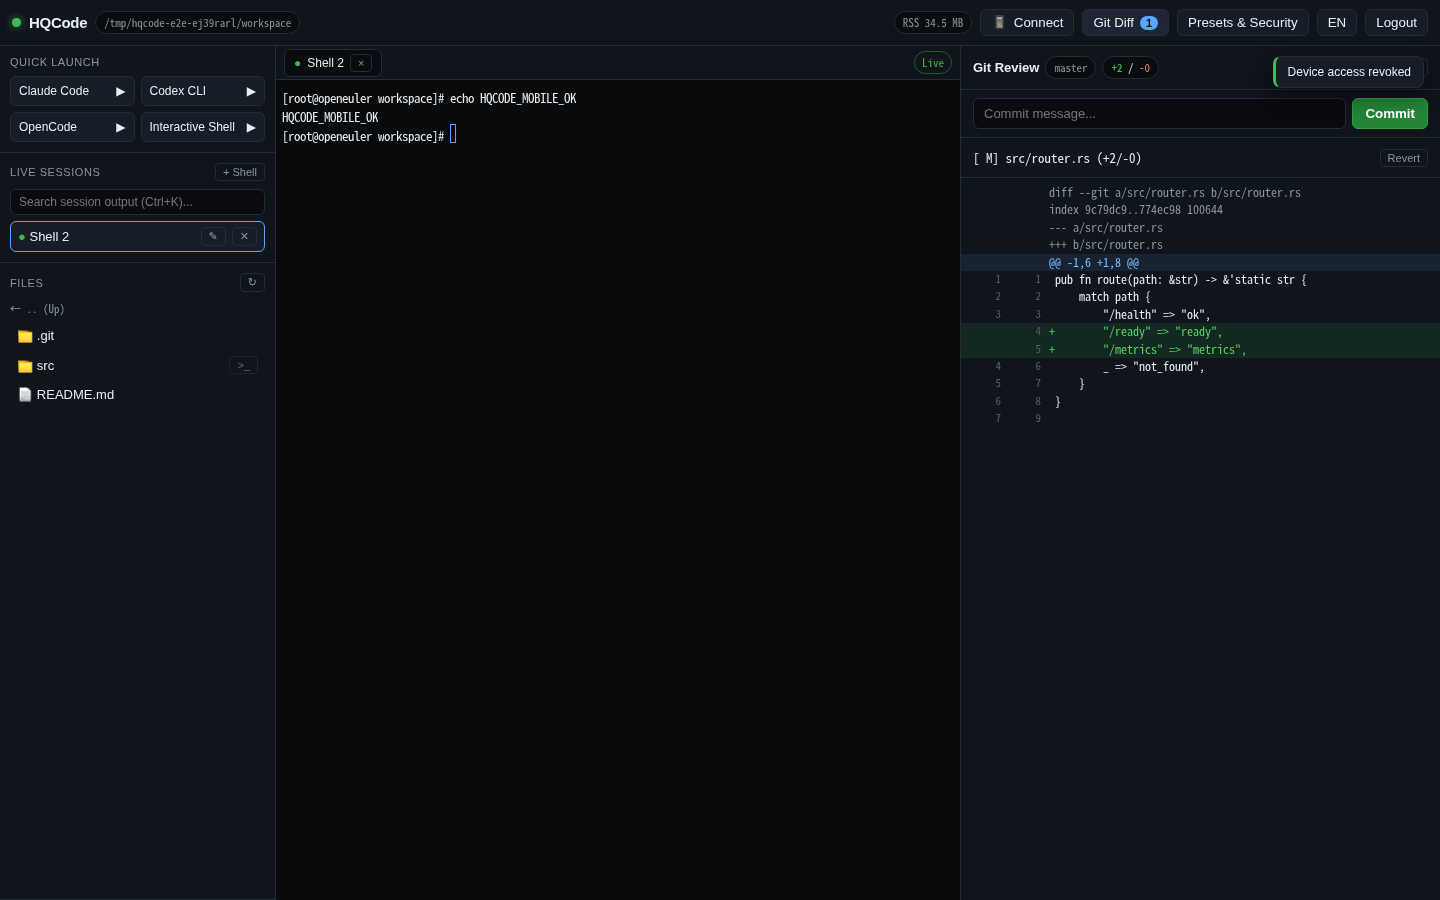 HQCode
/tmp/hqcode-e2e-ej39rarl/workspace
RSS 34.5 MB
Connect
Git Diff 1
Presets & Security
EN
Logout
QUICK LAUNCH
Claude Code ▶
Codex CLI ▶
OpenCode ▶
Interactive Shell ▶
LIVE SESSIONS
+ Shell
Search session output (Ctrl+K)...
● Shell 2 ✎ ✕
FILES ↻
← .. (Up)
.git
src >_
README.md
● Shell 2 ×
Live
[root@openeuler workspace]# echo HQCODE_MOBILE_OK
HQCODE_MOBILE_OK
[root@openeuler workspace]#
Git Review
master
+2 / -0
Device access revoked
Commit message...
Commit
[ M] src/router.rs (+2/-0)
Revert
diff --git a/src/router.rs b/src/router.rs
index 9c79dc9..774ec98 100644
--- a/src/router.rs
+++ b/src/router.rs
@@ -1,6 +1,8 @@
1 1 pub fn route(path: &str) -> &'static str {
2 2 match path {
3 3 "/health" => "ok",
4 + "/ready" => "ready",
5 + "/metrics" => "metrics",
4 6 _ => "not_found",
5 7 }
6 8 }
7 9